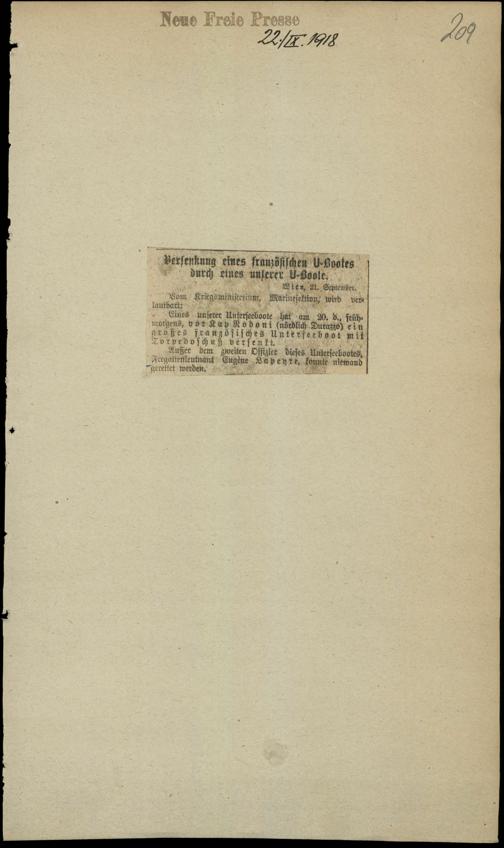 Neue Freie Presse
22./IX. 1918
209
Versenkung eines französischen U-Bootes
durch eines unserer U-Boote.
Wien, 21. September.
Vom Kriegsministerium, Marinesektion, wird ver-
lautbart:
Eines unserer Unterseeboote hat am 20. d., früh-
morgens, vor Kap Rodoni (nördlich Durazzo) ein
großes französisches Unterseeboot mit
Torpedoschuß versenkt.
Außer dem zweiten Offizier dieses Unterseebootes,
Fregattenleutnant Eugène Lapeyre, konnte niemand
gerettet werden.